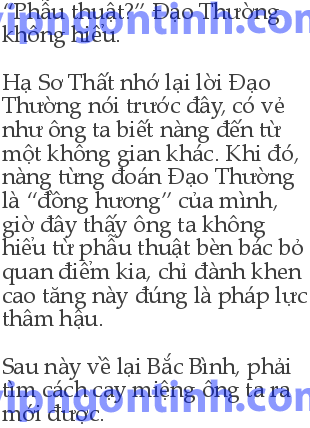 “Phẫu thuật?” Đạo Thường
không hiểu.
Hạ Sơ Thất nhớ lại lời Đạo
Thường nói trước đây, có vẻ
như ông ta biết nàng đến từ
một không gian khác. Khi đó,
nàng từng đoán Đạo Thường
là “đồng hương” của mình,
giờ đây thấy ông ta không
hiểu từ phẫu thuật bèn bác bỏ
quan điểm kia, chỉ đành khen
cao tăng này đúng là pháp lực
thâm hậu.
Sau này về lại Bắc Bình, phải
tìm cách cạy miệng ông ta ra
mới được.
vipngontinh.com
vipngontinh.com